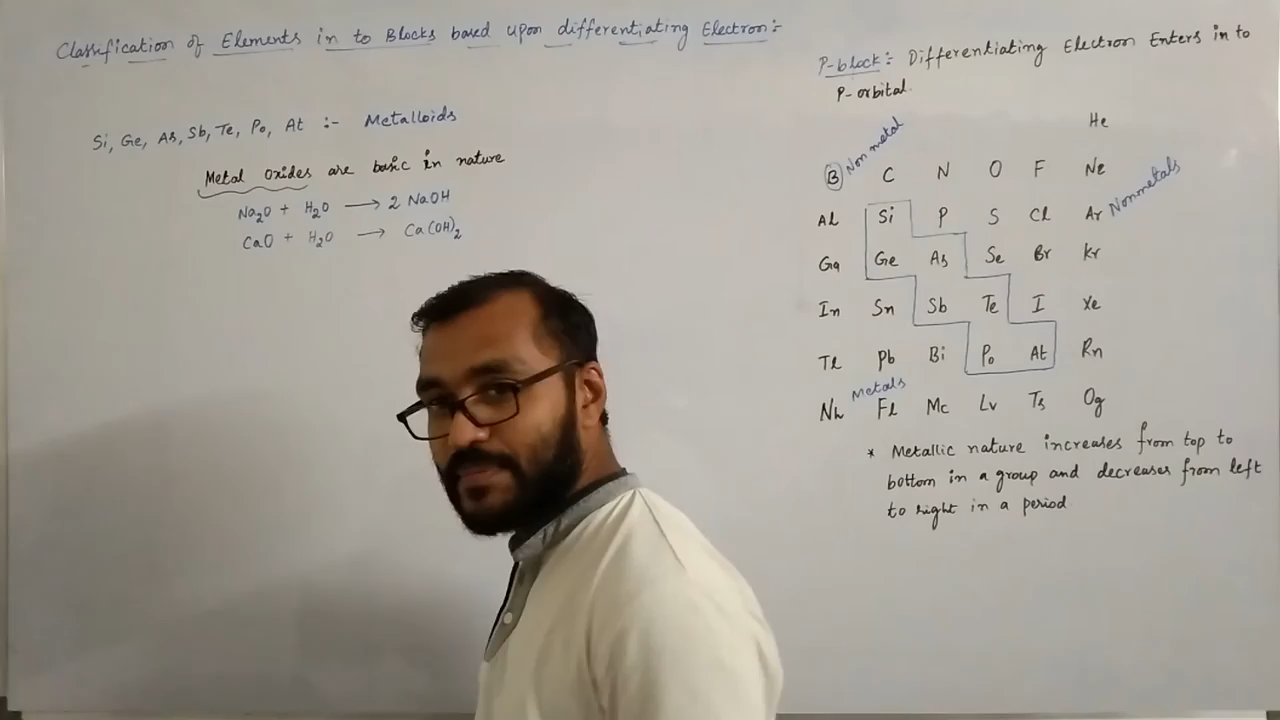 Classification of Elements in to Blocks based upon differentiating Electron:-
Si, Ge, As, Sb, Te, Po, At :- Metalloids
Metal oxides are basic in nature
Na2O + H2O → 2 NaOH
CaO + H2O → Ca(OH)2
P-block:- Differentiating Electron Enters in to
P-orbital.
He
B Non metal C N O F Ne
Al Si P S Cl Ar Nonmetals
Ga Ge As Se Br Kr
In Sn Sb Te I Xe
Tl Pb Bi Po At Rn
Metals
Nh Fl Mc Lv Ts Og
* Metallic nature increases from top to
bottom in a group and decreases from left
to right in a period